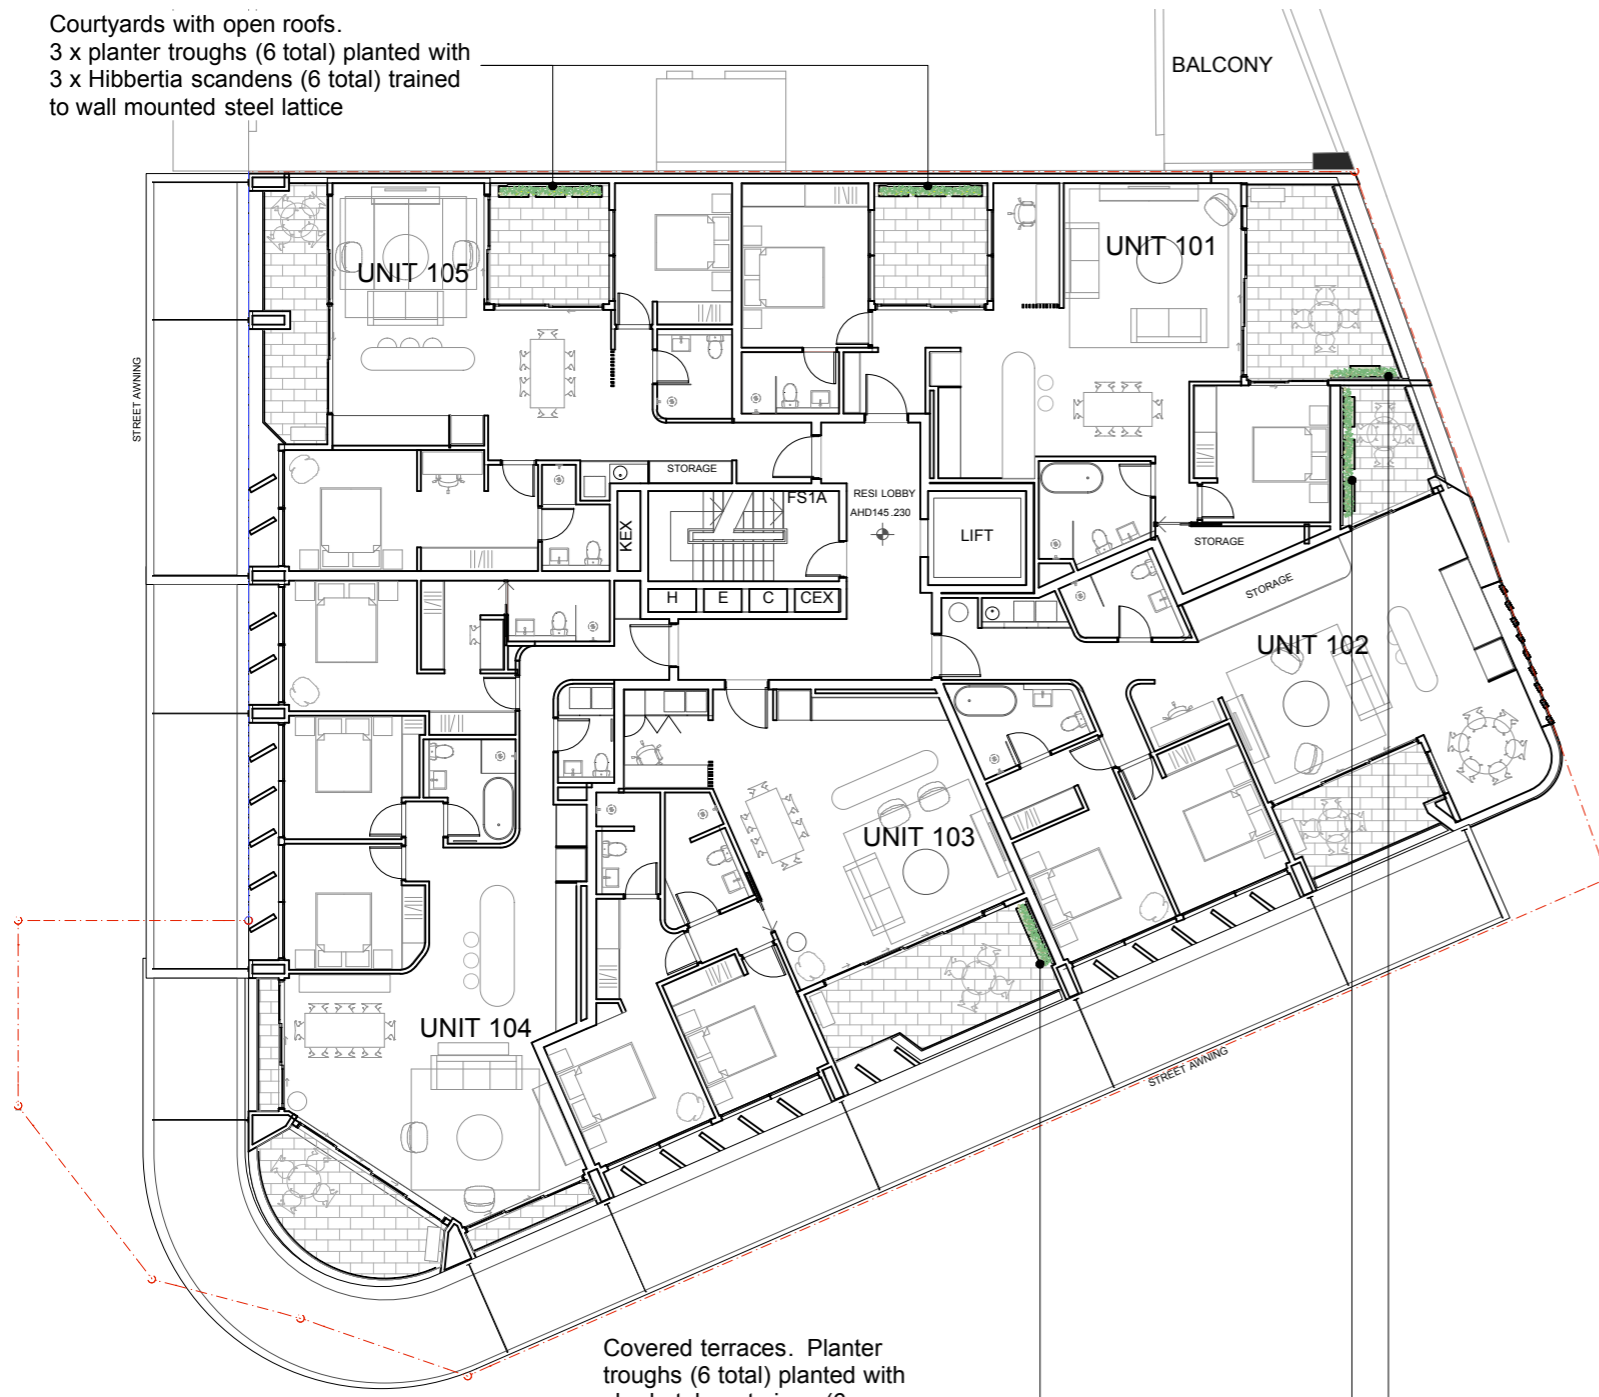 Courtyards with open roofs.
3 x planter troughs (6 total) planted with
3 x Hibbertia scandens (6 total) trained
to wall mounted steel lattice
BALCONY
UNIT 105
UNIT 101
STREET AWNING
STORAGE
FS1A
RESI LOBBY
AHD145.230
KEX
LIFT
STORAGE
H
E
C
CEX
STORAGE
UNIT 102
UNIT 103
UNIT 104
STREET AWNING
Covered terraces. Planter
troughs (6 total) planted with